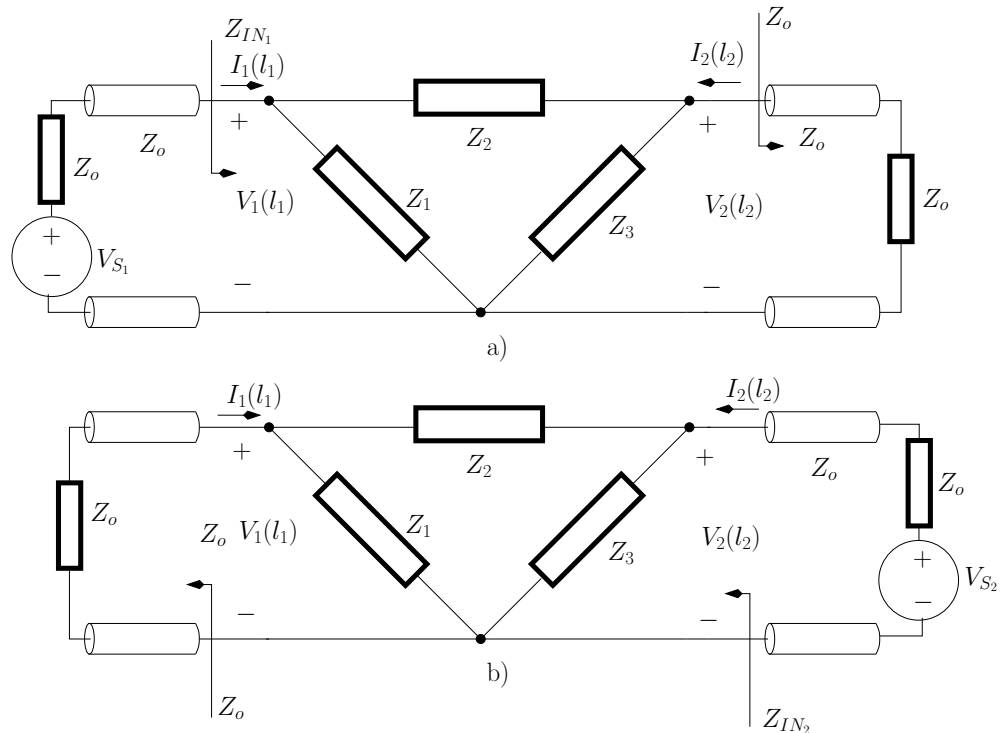 Z_{IN_1}
Z_o
I_1(l_1)
I_2(l_2)
+
Z_o
Z_2
+
Z_o
Z_o
V_1(l_1)
Z_1
V_2(l_2)
Z_o
Z_3
+
V_{S_1}
−
−
−
a)
I_1(l_1)
I_2(l_2)
+
Z_2
+
Z_o
Z_o
Z_o
Z_o
V_1(l_1)
Z_1
V_2(l_2)
Z_3
+
V_{S_2}
−
−
−
b)
Z_o
Z_{IN_2}